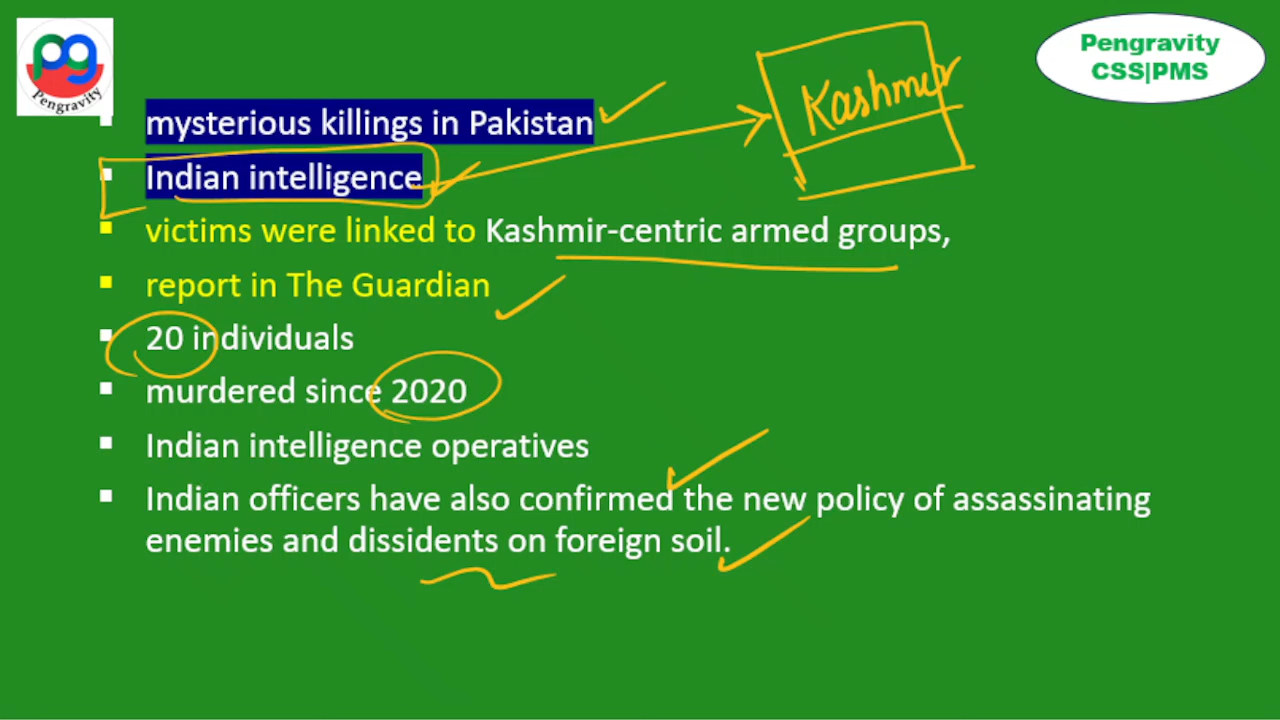 pg
Pengravity
Pengravity
CSS|PMS
Kashmir
mysterious killings in Pakistan
Indian intelligence
victims were linked to Kashmir-centric armed groups,
report in The Guardian
20 individuals
murdered since 2020
Indian intelligence operatives
Indian officers have also confirmed the new policy of assassinating
enemies and dissidents on foreign soil.